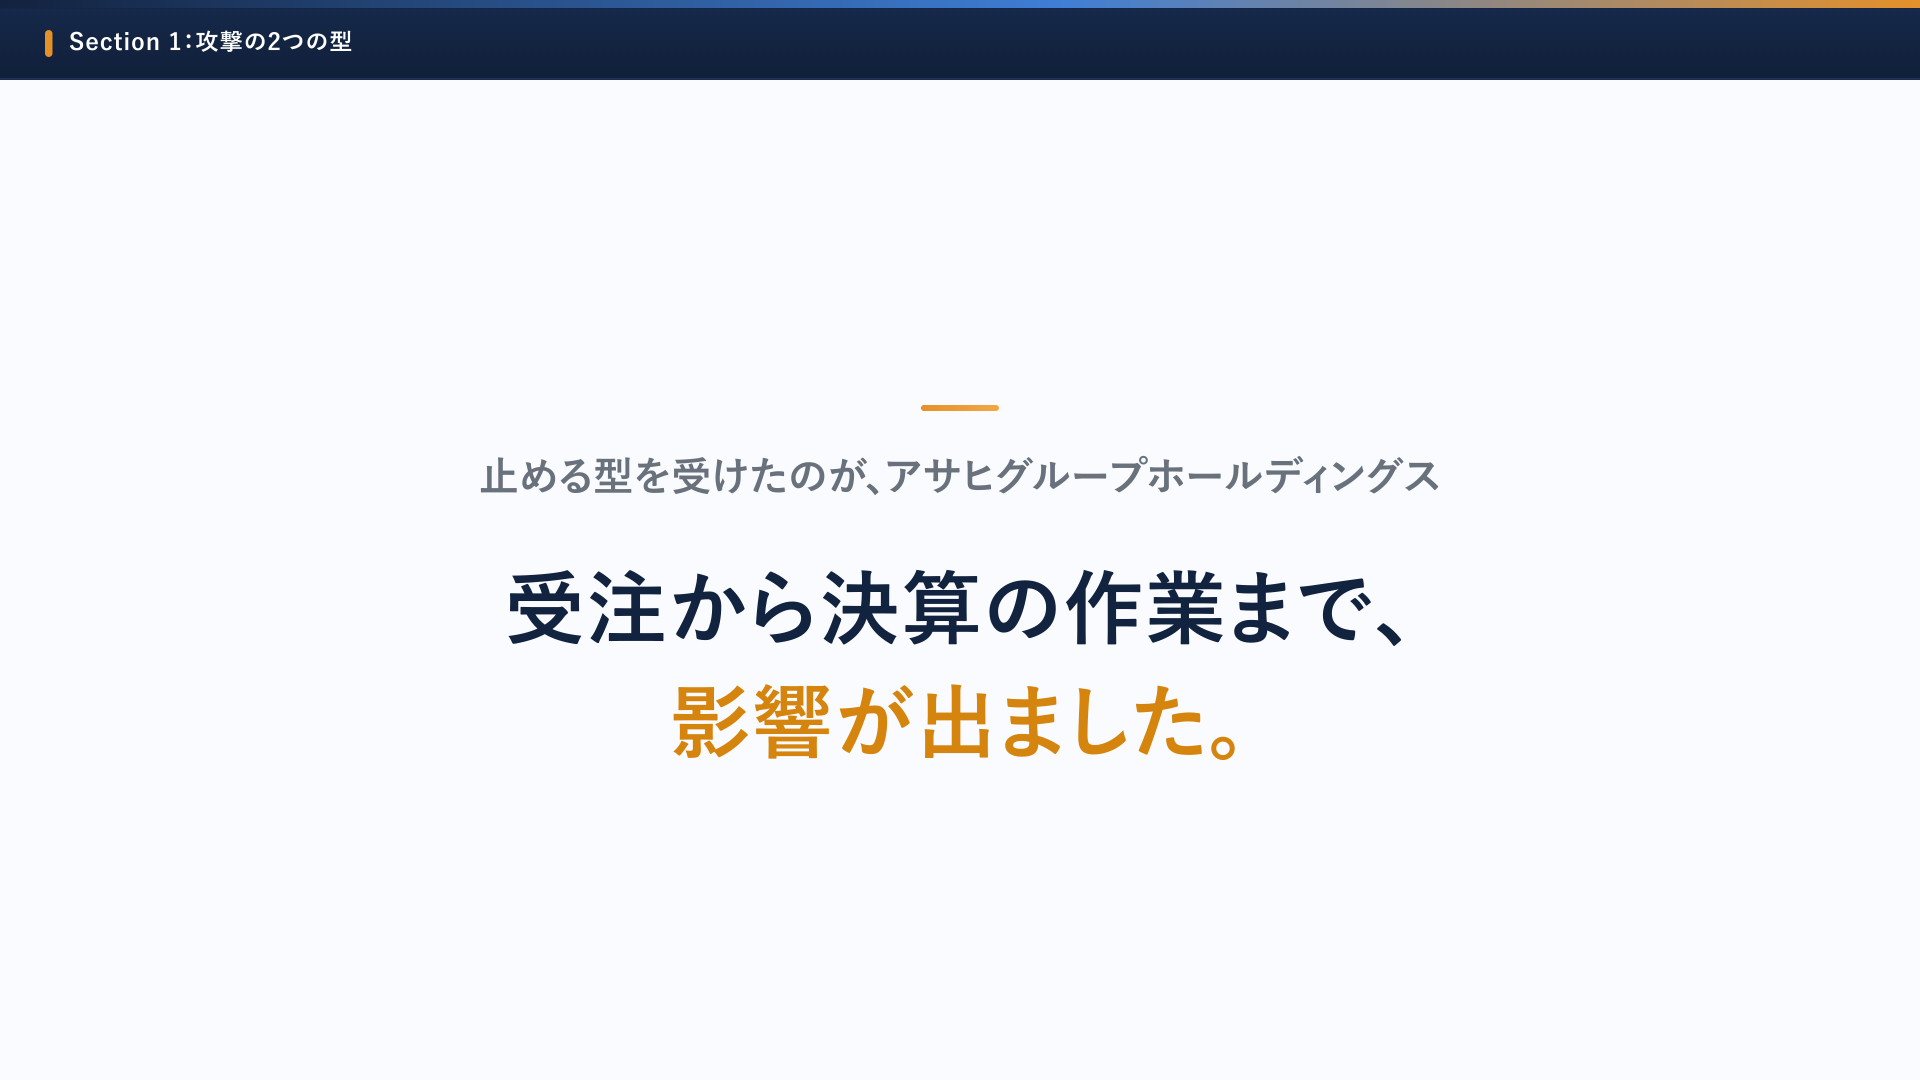 Section 1：攻撃の2つの型
止める型を受けたのが、アサヒグループホールディングス
受注から決算の作業まで、
影響が出ました。